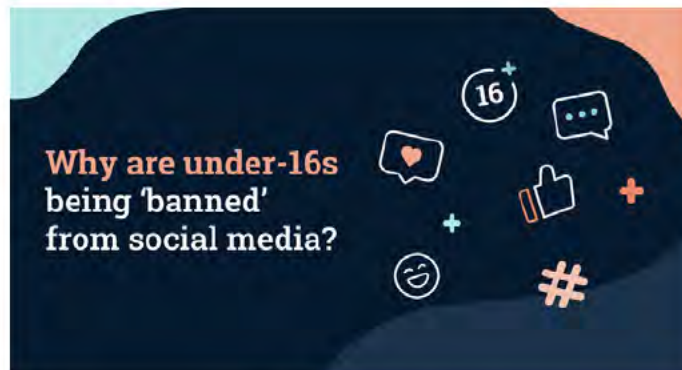 Why are under-16s
being ‘banned’
from social media?
16+
#